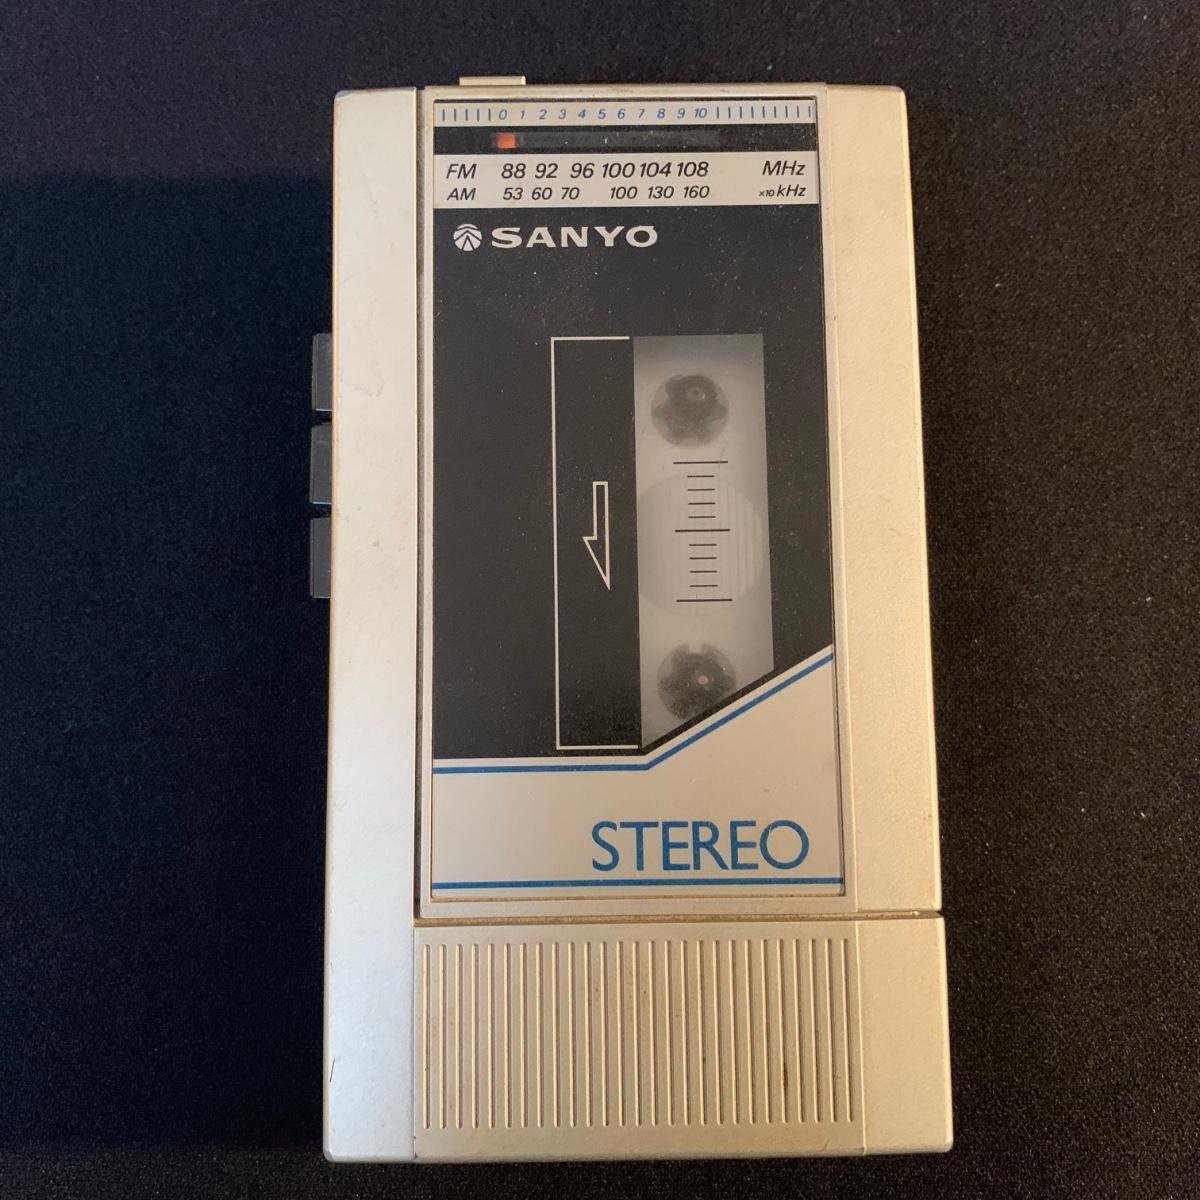 0 1 2 3 4 5 6 7 8 9 10
FM 88 92 96 100 104 108 MHz
AM 53 60 70 100 130 160 x10 kHz
SANYO
STEREO